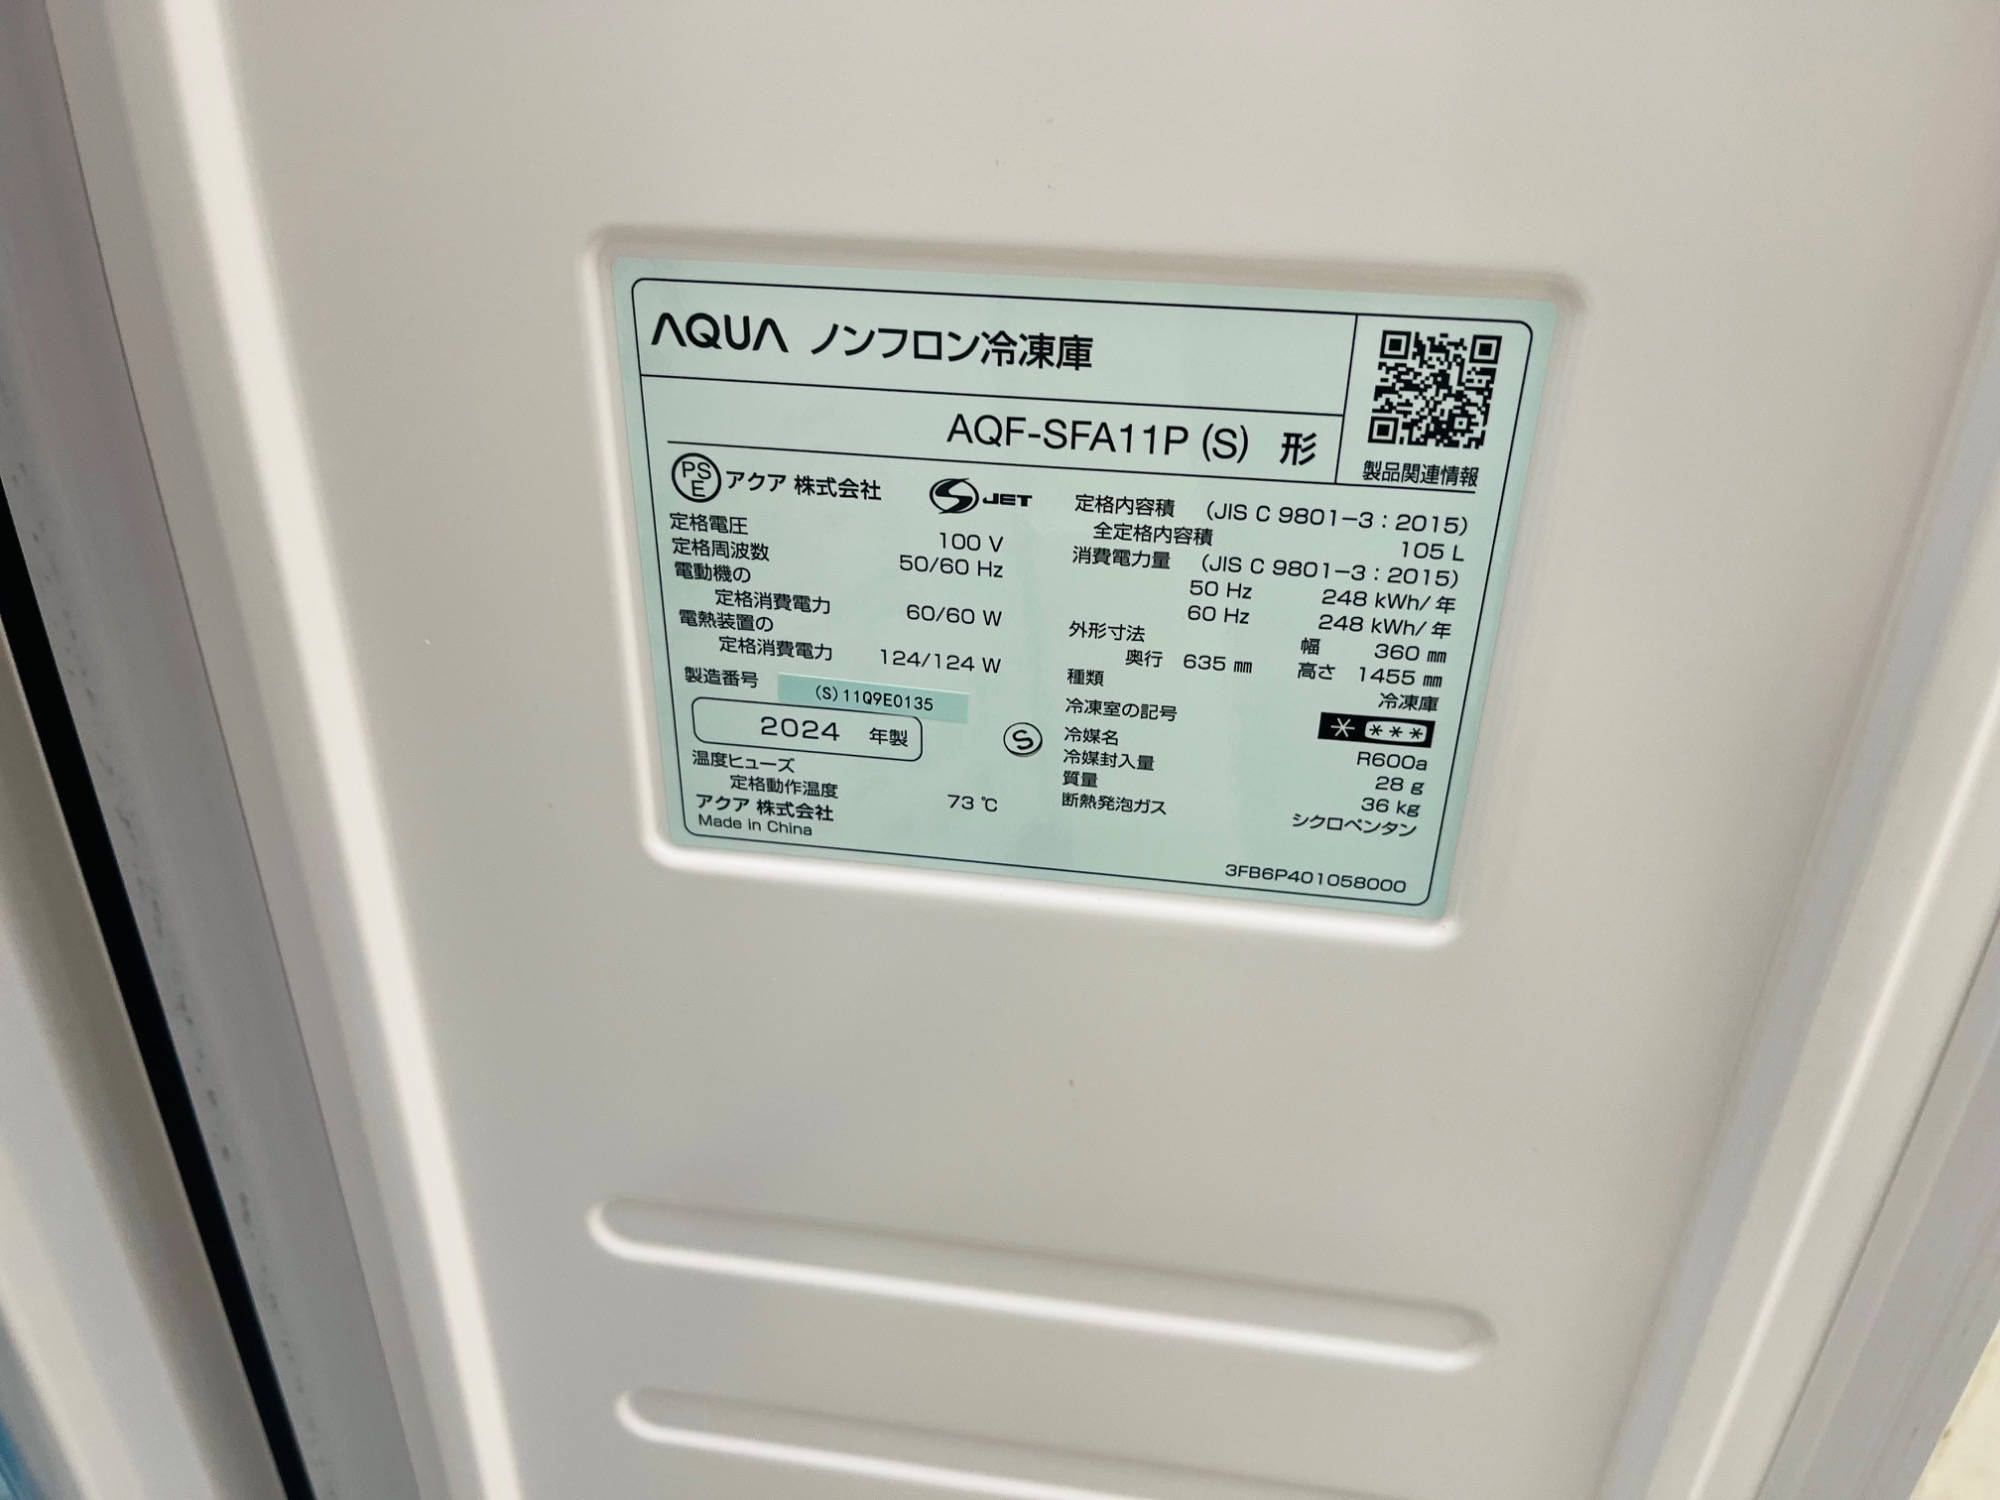 AQUA ノンフロン冷凍庫
AQF-SFA11P (S) 形
製品関連情報
PSE アクア 株式会社
S JET
定格電圧 100 V
定格周波数 50/60 Hz
電動機の
定格消費電力 60/60 W
電熱装置の
定格消費電力 124/124 W
製造番号 (S)11Q9E0135
2024 年製
温度ヒューズ
定格動作温度 73 ℃
アクア 株式会社
Made in China
S
定格内容積 (JIS C 9801-3:2015)
全定格内容積 105 L
消費電力量 (JIS C 9801-3:2015)
50 Hz 248 kWh/年
60 Hz 248 kWh/年
外形寸法 幅 360 ㎜
奥行 635 ㎜ 高さ 1455 ㎜
種類 冷凍庫
冷凍室の記号 * ***
冷媒名 R600a
冷媒封入量 28 g
質量 36 kg
断熱発泡ガス シクロペンタン
3FB6P401058000